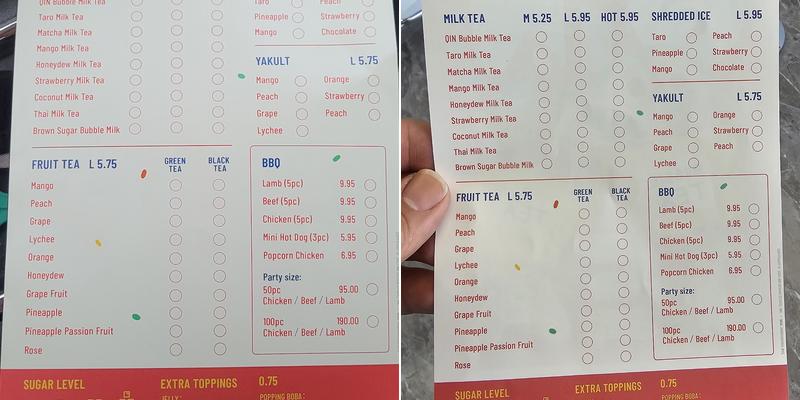 QIN Bubble Milk Tea
Taro Milk Tea
Matcha Milk Tea
Mango Milk Tea
Honeydew Milk Tea
Strawberry Milk Tea
Coconut Milk Tea
Thai Milk Tea
Brown Sugar Bubble Milk
Taro Peach
Pineapple Strawberry
Mango Chocolate
YAKULT L 5.75
Mango Orange
Peach Strawberry
Grape Peach
Lychee
FRUIT TEA L 5.75 GREEN TEA BLACK TEA
Mango
Peach
Grape
Lychee
Orange
Honeydew
Grape Fruit
Pineapple
Pineapple Passion Fruit
Rose
BBQ
Lamb (5pc) 9.95
Beef (5pc) 9.95
Chicken (5pc) 9.95
Mini Hot Dog (3pc) 5.95
Popcorn Chicken 6.95
Party size:
50pc 95.00
Chicken / Beef / Lamb
100pc 190.00
Chicken / Beef / Lamb
SUGAR LEVEL EXTRA TOPPINGS 0.75
JELLY: POPPING BOBA:
MILK TEA M 5.25 L 5.95 HOT 5.95
QIN Bubble Milk Tea
Taro Milk Tea
Matcha Milk Tea
Mango Milk Tea
Honeydew Milk Tea
Strawberry Milk Tea
Coconut Milk Tea
Thai Milk Tea
Brown Sugar Bubble Milk
SHREDDED ICE L 5.95
Taro Peach
Pineapple Strawberry
Mango Chocolate
YAKULT L 5.75
Mango Orange
Peach Strawberry
Grape Peach
Lychee
FRUIT TEA L 5.75 GREEN TEA BLACK TEA
Mango
Peach
Grape
Lychee
Orange
Honeydew
Grape Fruit
Pineapple
Pineapple Passion Fruit
Rose
BBQ
Lamb (5pc) 9.95
Beef (5pc) 9.95
Chicken (5pc) 9.95
Mini Hot Dog (3pc) 5.95
Popcorn Chicken 6.95
Party size:
50pc 95.00
Chicken / Beef / Lamb
100pc 190.00
Chicken / Beef / Lamb
SUGAR LEVEL EXTRA TOPPINGS 0.75
POPPING BOBA: